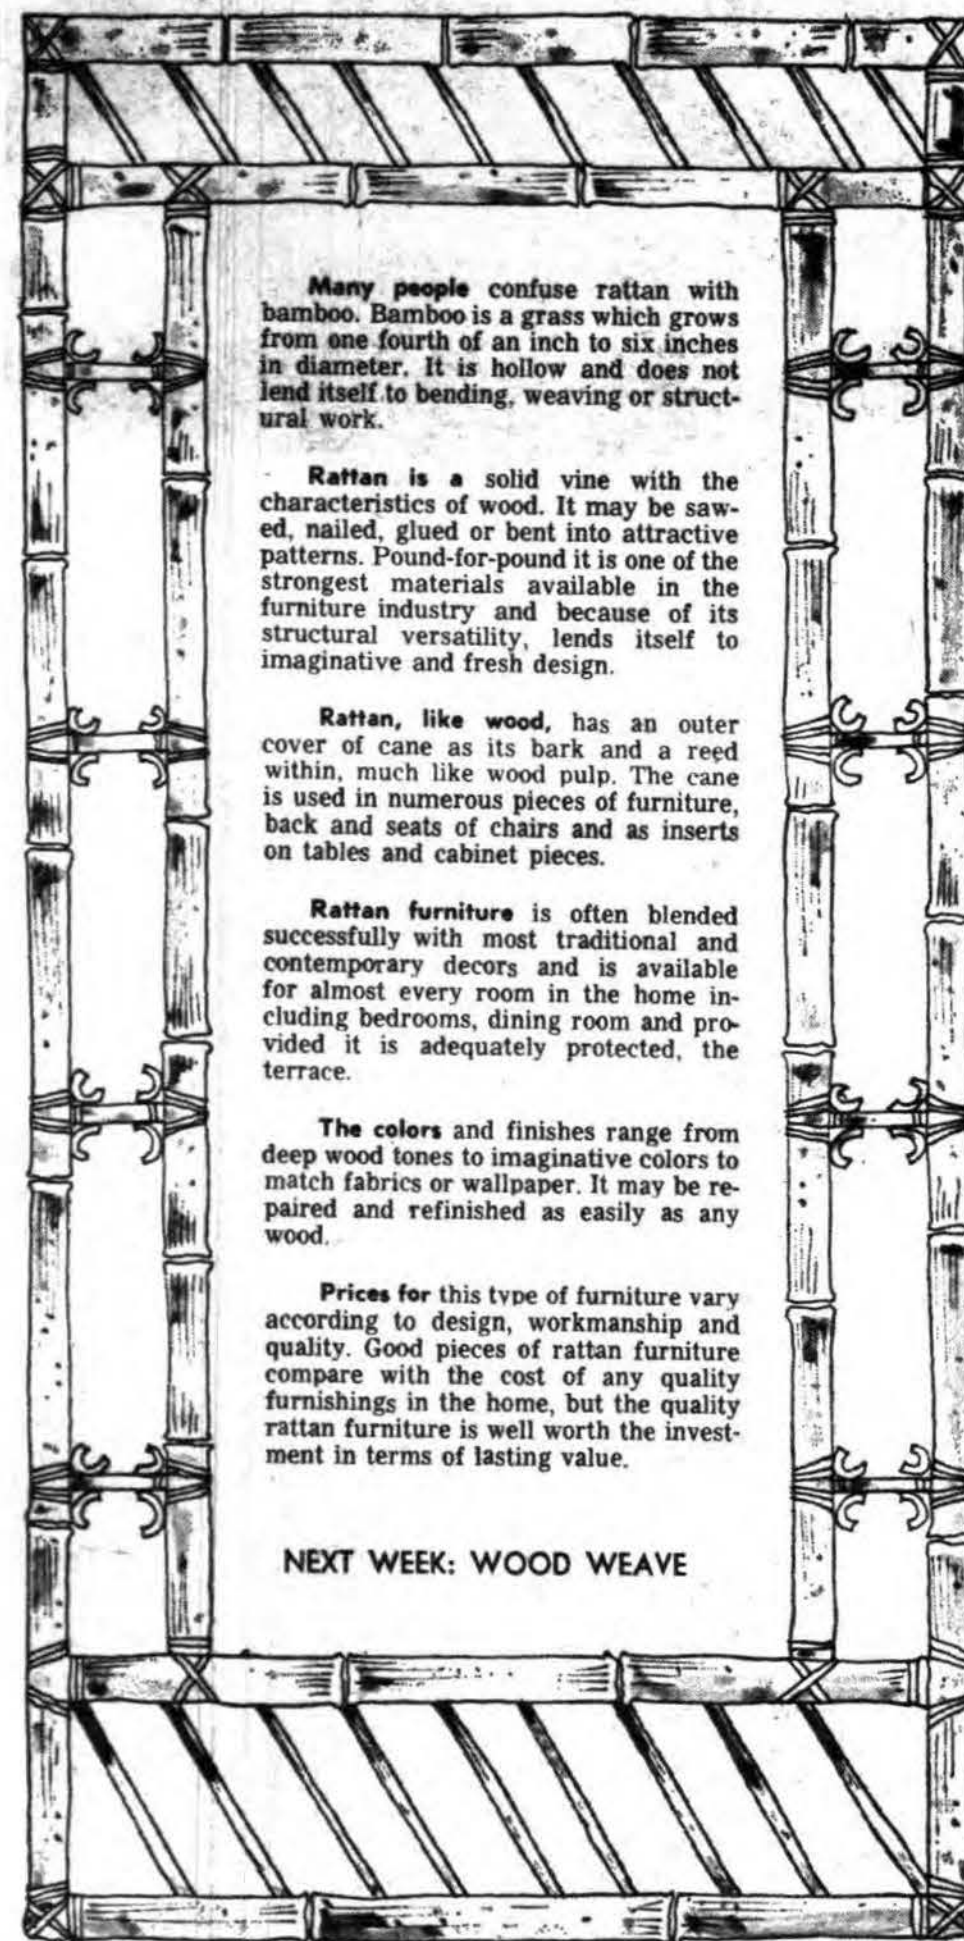 Many people confuse rattan with
bamboo. Bamboo is a grass which grows
from one fourth of an inch to six inches
in diameter. It is hollow and does not
lend itself to bending, weaving or struct-
ural work.
Rattan is a solid vine with the
characteristics of wood. It may be saw-
ed, nailed, glued or bent into attractive
patterns. Pound-for-pound it is one of the
strongest materials available in the
furniture industry and because of its
structural versatility, lends itself to
imaginative and fresh design.
Rattan, like wood, has an outer
cover of cane as its bark and a reed
within, much like wood pulp. The cane
is used in numerous pieces of furniture,
back and seats of chairs and as inserts
on tables and cabinet pieces.
Rattan furniture is often blended
successfully with most traditional and
contemporary decors and is available
for almost every room in the home in-
cluding bedrooms, dining room and pro-
vided it is adequately protected, the
terrace.
The colors and finishes range from
deep wood tones to imaginative colors to
match fabrics or wallpaper. It may be re-
paired and refinished as easily as any
wood.
Prices for this type of furniture vary
according to design, workmanship and
quality. Good pieces of rattan furniture
compare with the cost of any quality
furnishings in the home, but the quality
rattan furniture is well worth the invest-
ment in terms of lasting value.
NEXT WEEK: WOOD WEAVE